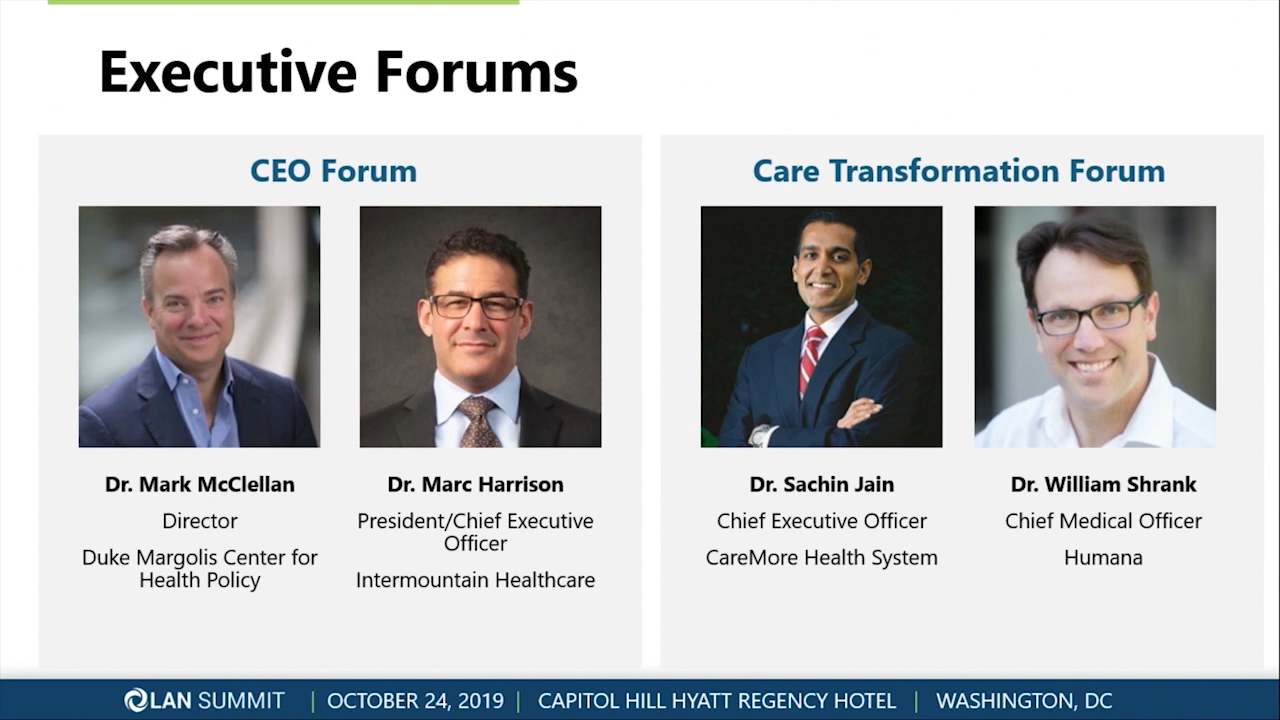 Executive Forums
CEO Forum
Dr. Mark McClellan
Director
Duke Margolis Center for
Health Policy
Dr. Marc Harrison
President/Chief Executive
Officer
Intermountain Healthcare
Care Transformation Forum
Dr. Sachin Jain
Chief Executive Officer
CareMore Health System
Dr. William Shrank
Chief Medical Officer
Humana
LAN SUMMIT | OCTOBER 24, 2019 | CAPITOL HILL HYATT REGENCY HOTEL | WASHINGTON, DC